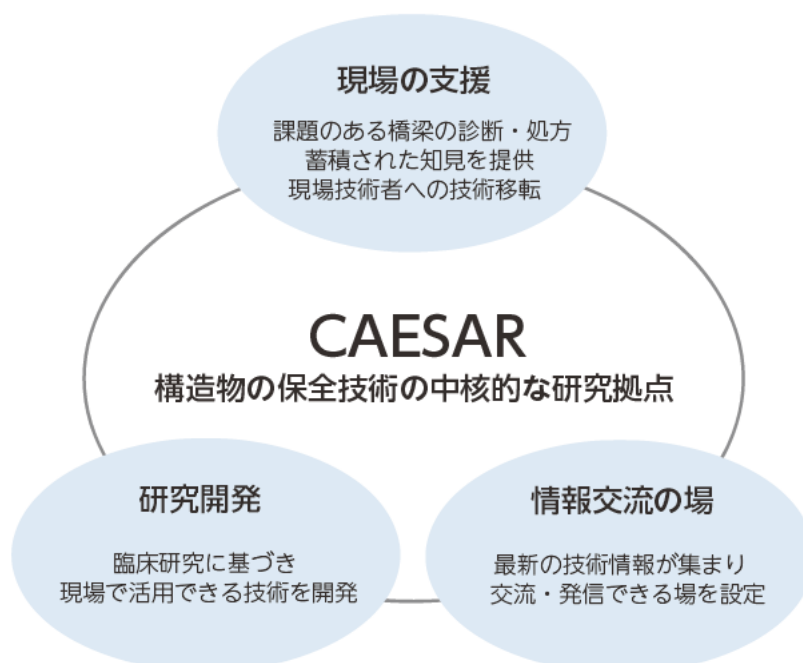 現場の支援
課題のある橋梁の診断・処方
蓄積された知見を提供
現場技術者への技術移転
CAESAR
構造物の保全技術の中核的な研究拠点
研究開発
臨床研究に基づき
現場で活用できる技術を開発
情報交流の場
最新の技術情報が集まり
交流・発信できる場を設定